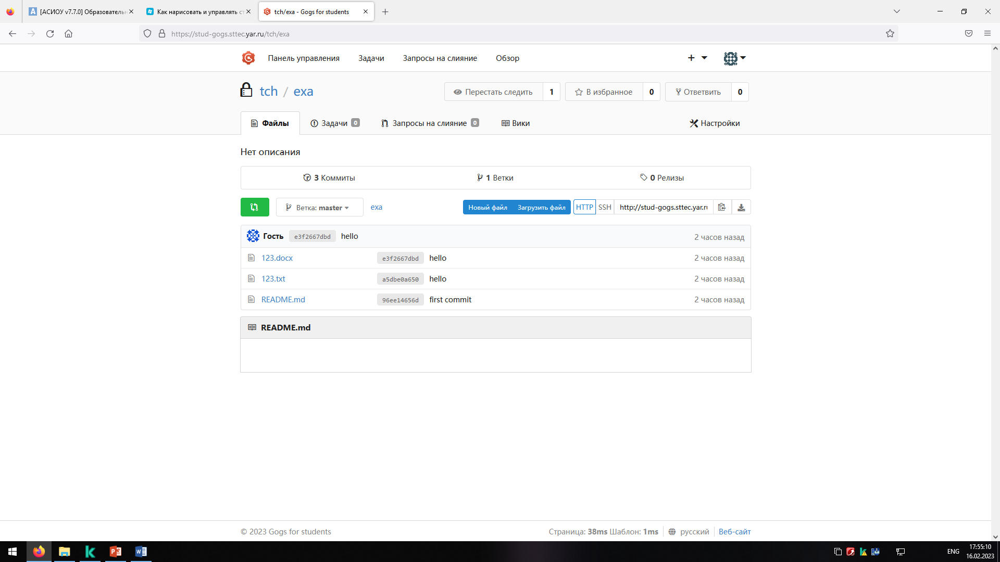 [АСИОУ v7.7.0] Образователь
Как нарисовать и управлять ст
tch/exa - Gogs for students
https://stud-gogs.sttec.yar.ru/tch/exa
Панель управления Задачи Запросы на слияние Обзор
tch / exa
Перестать следить 1 В избранное 0 Ответвить 0
Файлы Задачи 0 Запросы на слияние 0 Вики Настройки
Нет описания
3 Коммиты 1 Ветки 0 Релизы
Ветка: master exa Новый файл Загрузить файл HTTP SSH http://stud-gogs.sttec.yar.ru
Гость e3f2667dbd hello 2 часов назад
123.docx e3f2667dbd hello 2 часов назад
123.txt a5dbe0a650 hello 2 часов назад
README.md 96ee14656d first commit 2 часов назад
README.md
© 2023 Gogs for students Страница: 38ms Шаблон: 1ms русский Веб-сайт
ENG 17:55:10
16.02.2023